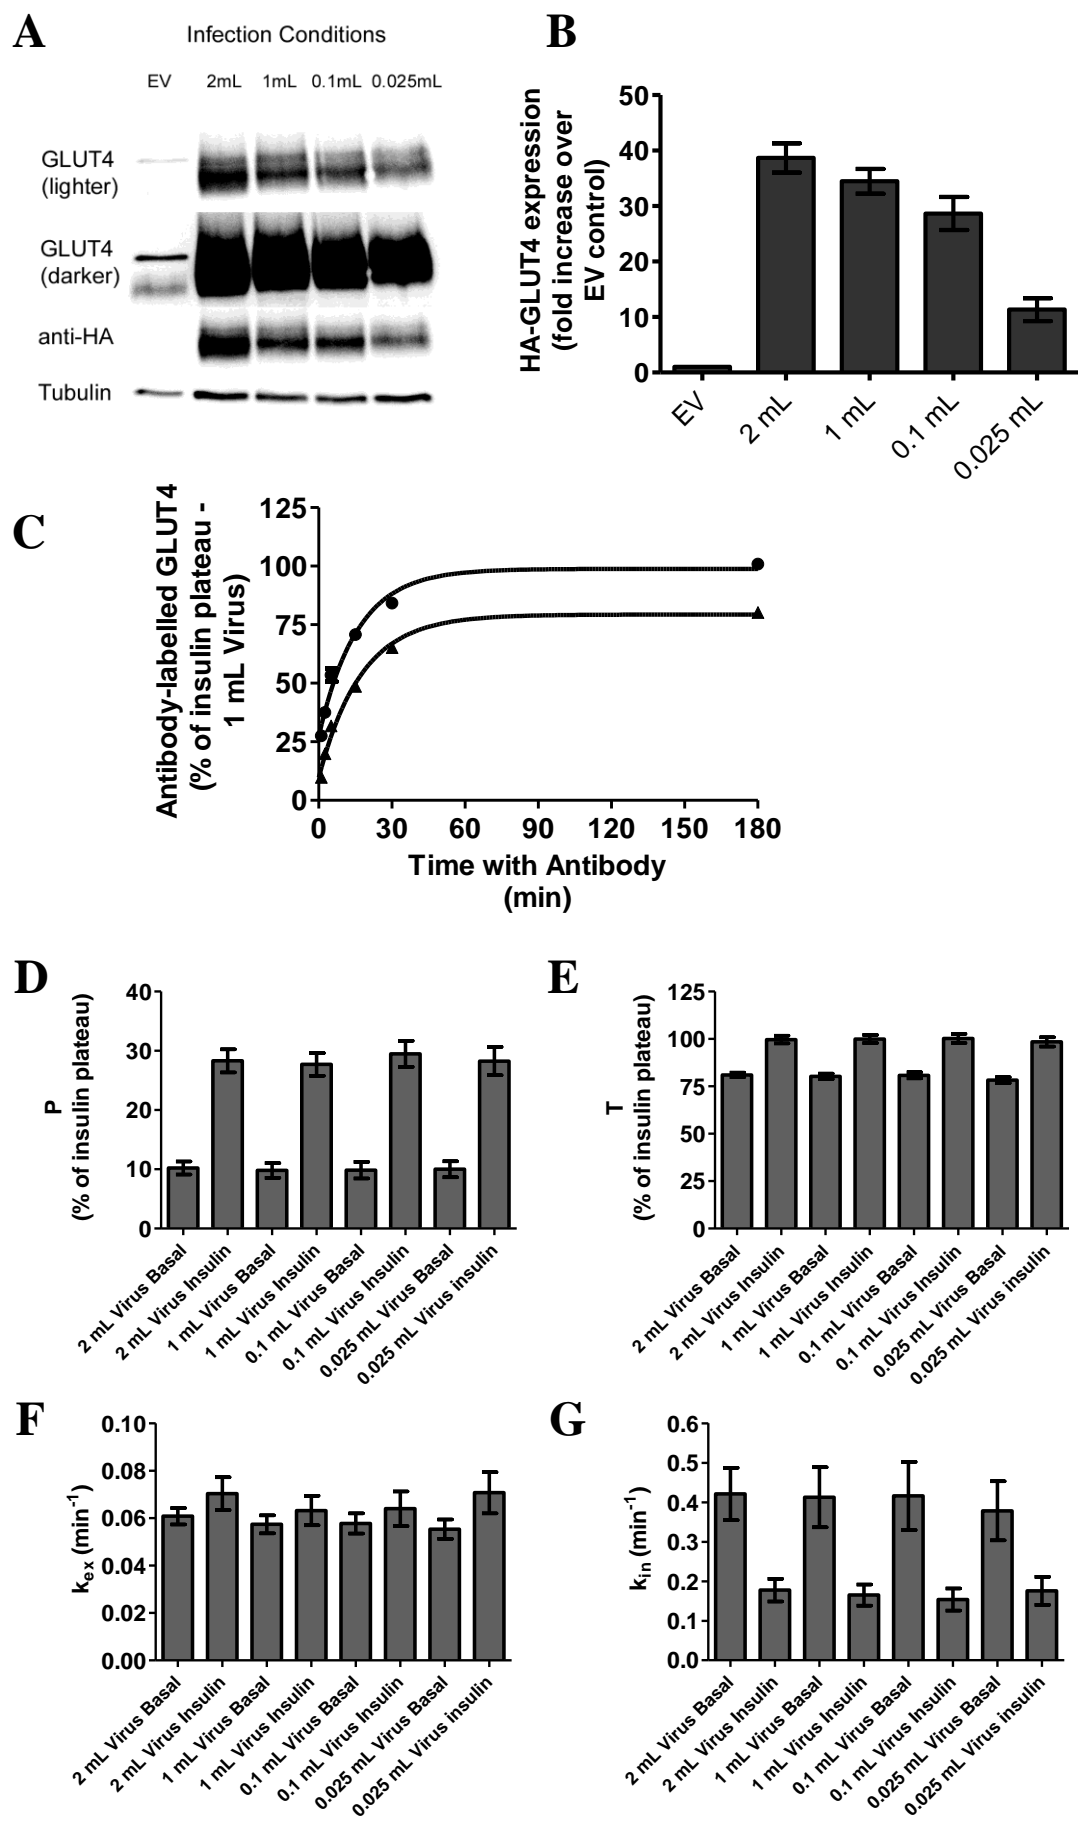 A
Infection Conditions
EV 2mL 1mL 0.1mL 0.025mL
GLUT4
(lighter)
GLUT4
(darker)
anti-HA
Tubulin
B
HA-GLUT4 expression
(fold increase over
EV control)
50
40
30
20
10
0
EV
2 mL
1 mL
0.1 mL
0.025 mL
C
Antibody-labelled GLUT4
(% of insulin plateau -
1 mL Virus)
125
100
75
50
25
0
0 30 60 90 120 150 180
Time with Antibody
(min)
D
P
(% of insulin plateau)
40
30
20
10
0
2 mL Virus Basal
2 mL Virus Insulin
1 mL Virus Basal
1 mL Virus Insulin
0.1 mL Virus Basal
0.1 mL Virus Insulin
0.025 mL Virus Basal
0.025 mL Virus insulin
E
T
(% of insulin plateau)
125
100
75
50
25
0
2 mL Virus Basal
2 mL Virus Insulin
1 mL Virus Basal
1 mL Virus Insulin
0.1 mL Virus Basal
0.1 mL Virus Insulin
0.025 mL Virus Basal
0.025 mL Virus insulin
F
kex (min-1)
0.10
0.08
0.06
0.04
0.02
0.00
2 mL Virus Basal
2 mL Virus Insulin
1 mL Virus Basal
1 mL Virus Insulin
0.1 mL Virus Basal
0.1 mL Virus Insulin
0.025 mL Virus Basal
0.025 mL Virus insulin
G
kin (min-1)
0.6
0.5
0.4
0.3
0.2
0.1
0.0
2 mL Virus Basal
2 mL Virus Insulin
1 mL Virus Basal
1 mL Virus Insulin
0.1 mL Virus Basal
0.1 mL Virus Insulin
0.025 mL Virus Basal
0.025 mL Virus insulin